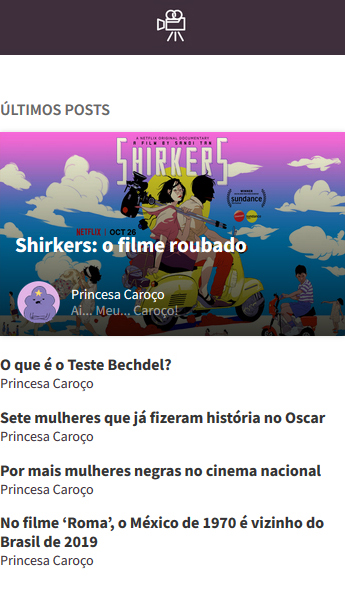 ÚLTIMOS POSTS
A NETFLIX ORIGINAL DOCUMENTARY
A FILM BY SANDI TAN
SHIRKERS
WINNER
sundance
NETFLIX | OCT 26
Shirkers: o filme roubado
Princesa Caroço
Ai... Meu... Caroço!
O que é o Teste Bechdel?
Princesa Caroço
Sete mulheres que já fizeram história no Oscar
Princesa Caroço
Por mais mulheres negras no cinema nacional
Princesa Caroço
No filme ‘Roma’, o México de 1970 é vizinho do
Brasil de 2019
Princesa Caroço